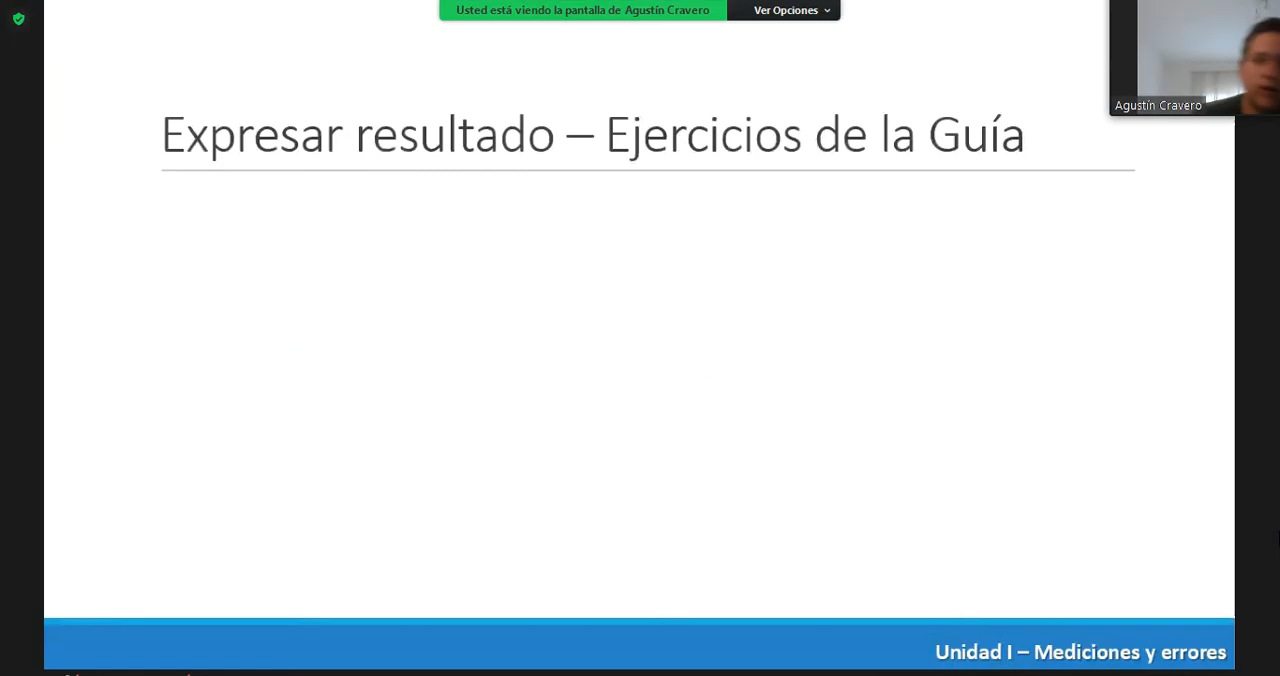 Usted está viendo la pantalla de Agustín Cravero
Ver Opciones
Agustín Cravero
Expresar resultado – Ejercicios de la Guía
Unidad I – Mediciones y errores